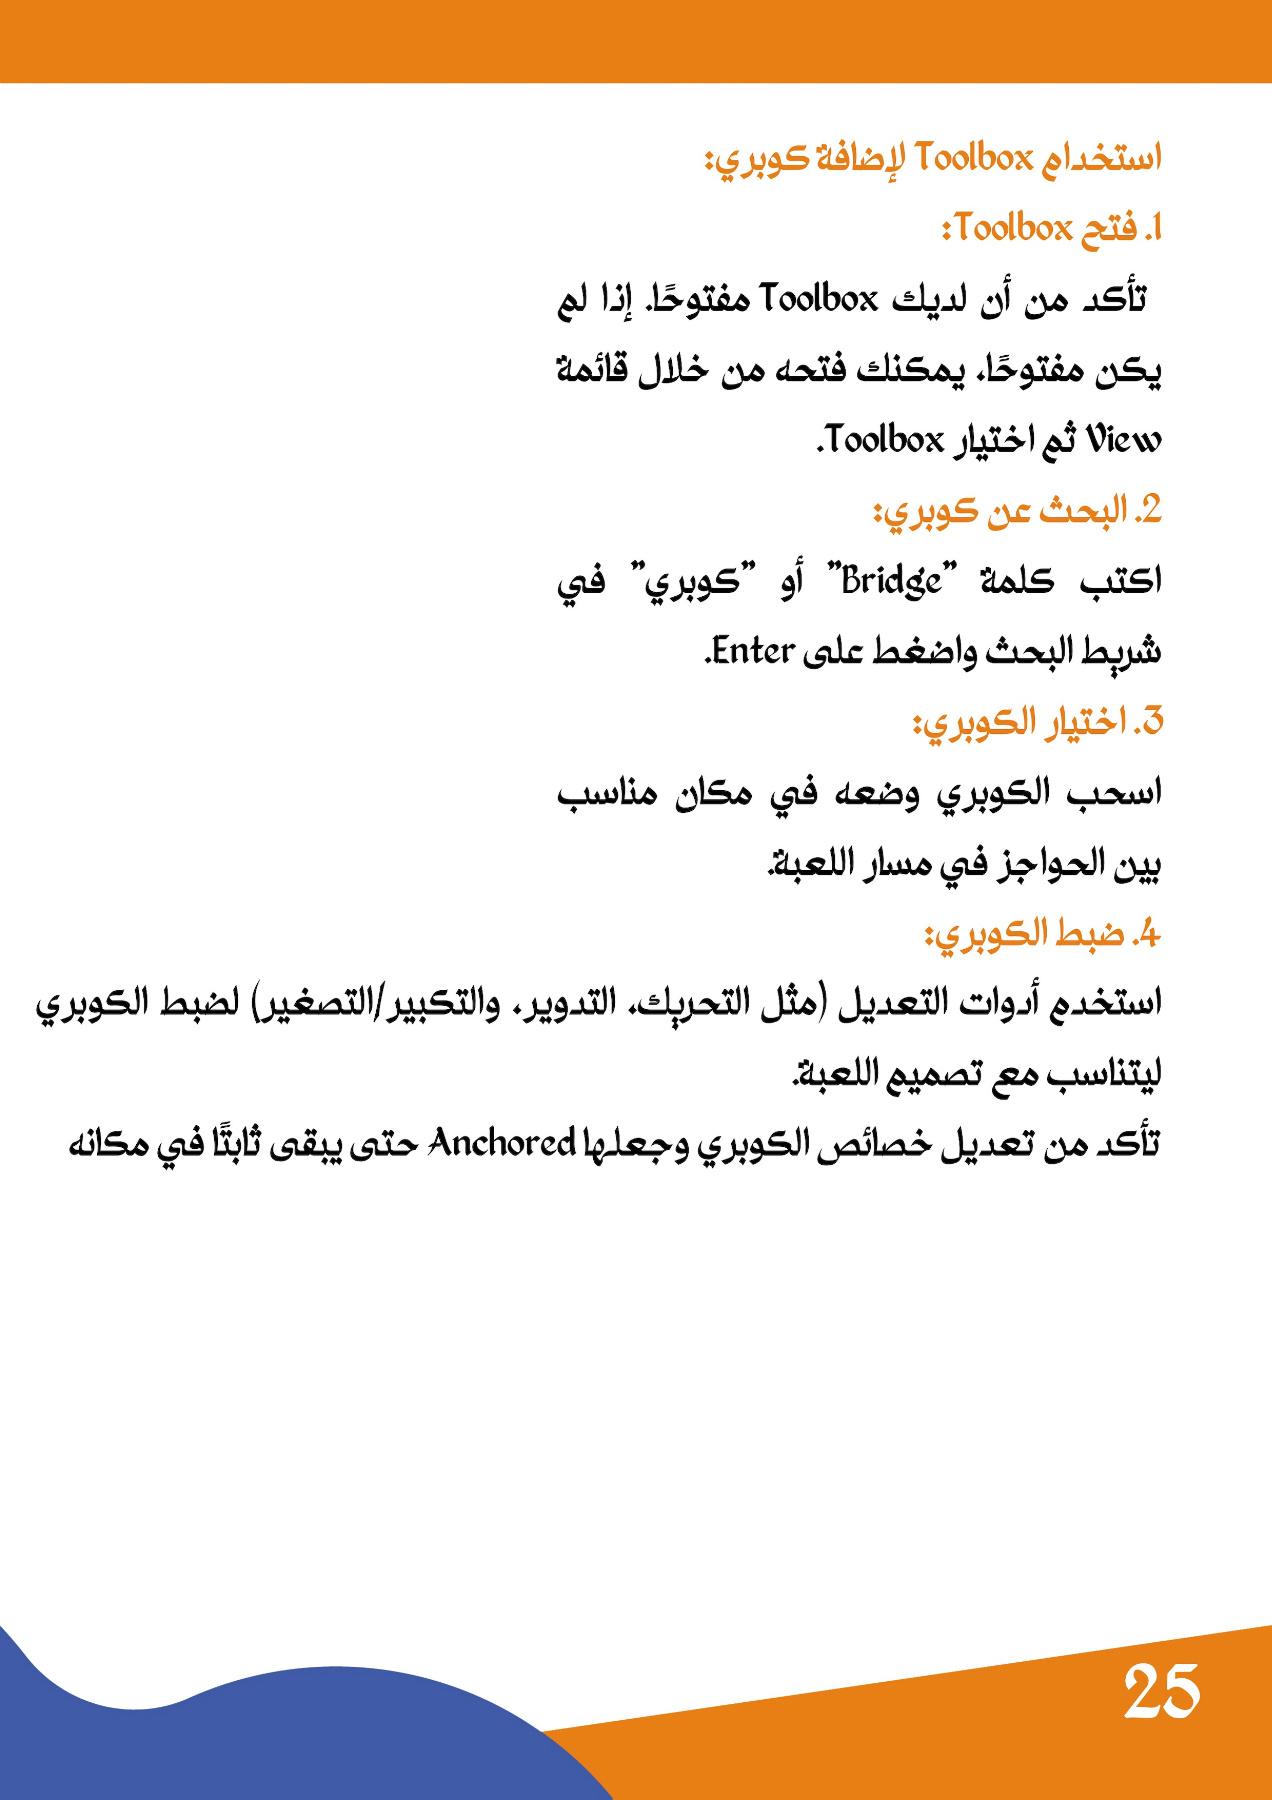 استخدام Toolbox لإضافة كوبري:
1. فتح Toolbox:
تأكد من أن لديك Toolbox مفتوحًا. إذا لم
يكن مفتوحًا، يمكنك فتحه من خلال قائمة
View ثم اختيار Toolbox.
2. البحث عن كوبري:
اكتب كلمة "Bridge" أو "كوبري" في
شريط البحث واضغط على Enter.
3. اختيار الكوبري:
اسحب الكوبري وضعه في مكان مناسب
بين الحواجز في مسار اللعبة.
4. ضبط الكوبري:
استخدم أدوات التعديل (مثل التحريك، التدوير، والتكبير/التصغير) لضبط الكوبري
ليتناسب مع تصميم اللعبة.
تأكد من تعديل خصائص الكوبري وجعلها Anchored حتى يبقى ثابتًا في مكانه
25